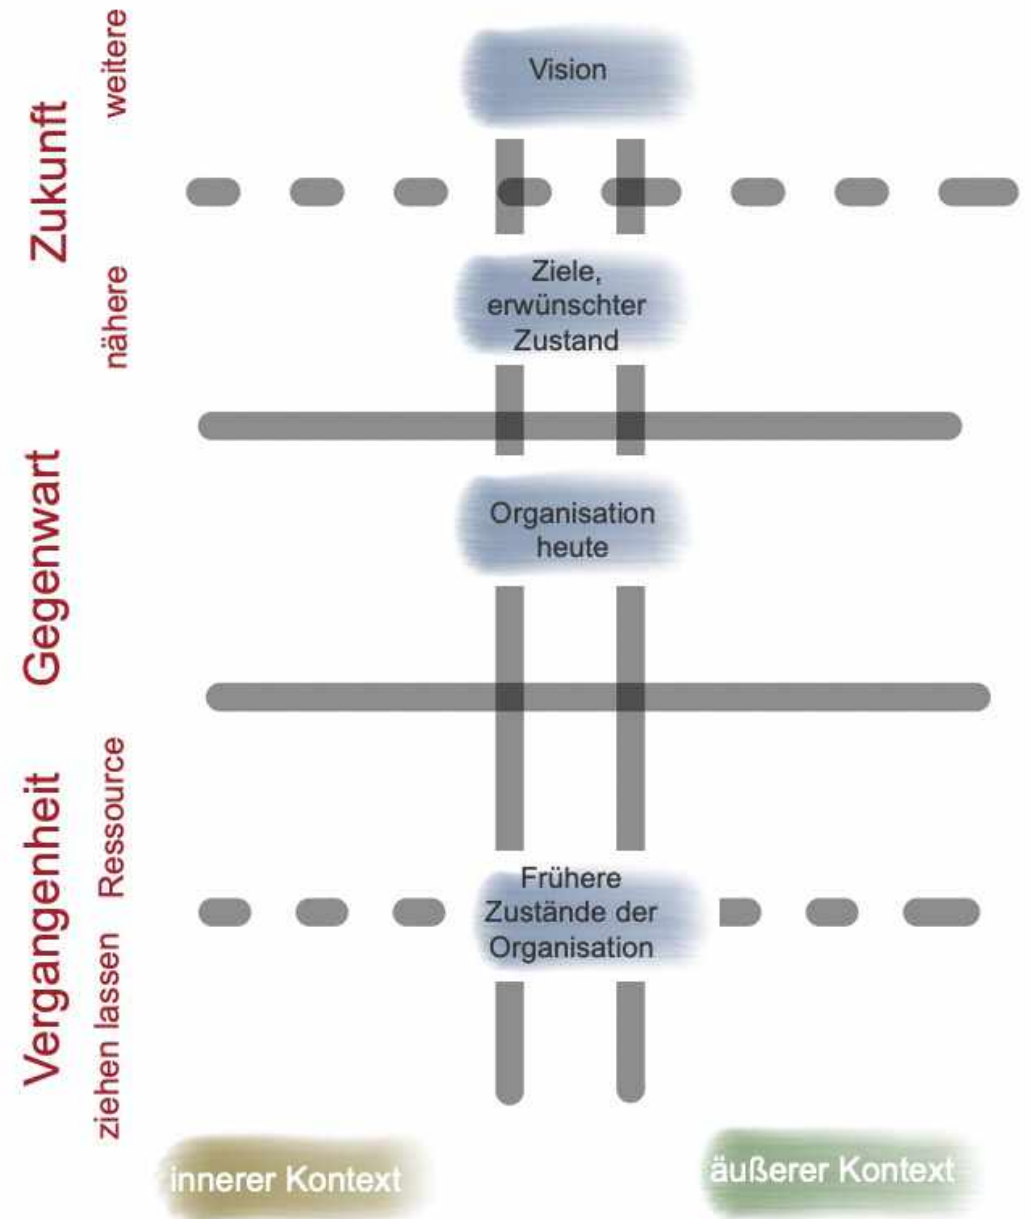 weitere
Vision
Zukunft
nähere
Ziele,
erwünschter
Zustand
Gegenwart
Organisation
heute
Vergangenheit
Ressource
Frühere
Zustände der
Organisation
ziehen lassen
innerer Kontext
äußerer Kontext